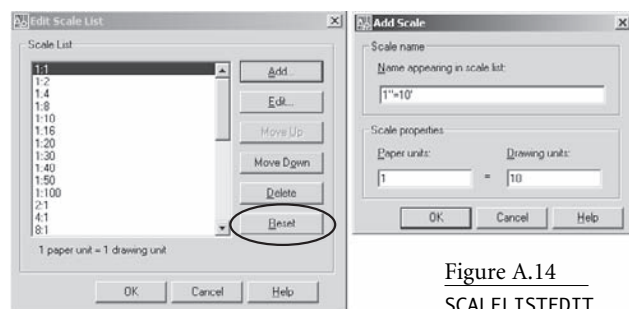 Edit Scale List
Scale List
1:1
1:2
1:4
1:8
1:10
1:16
1:20
1:30
1:40
1:50
1:100
2:1
4:1
8:1
1 paper unit = 1 drawing unit
Add...
Edit...
Move Up
Move Down
Delete
Reset
OK Cancel Help
Add Scale
Scale name
Name appearing in scale list:
1"=10'
Scale properties
Paper units: Drawing units:
1 = 10
OK Cancel Help
Figure A.14
SCALELISTEDIT